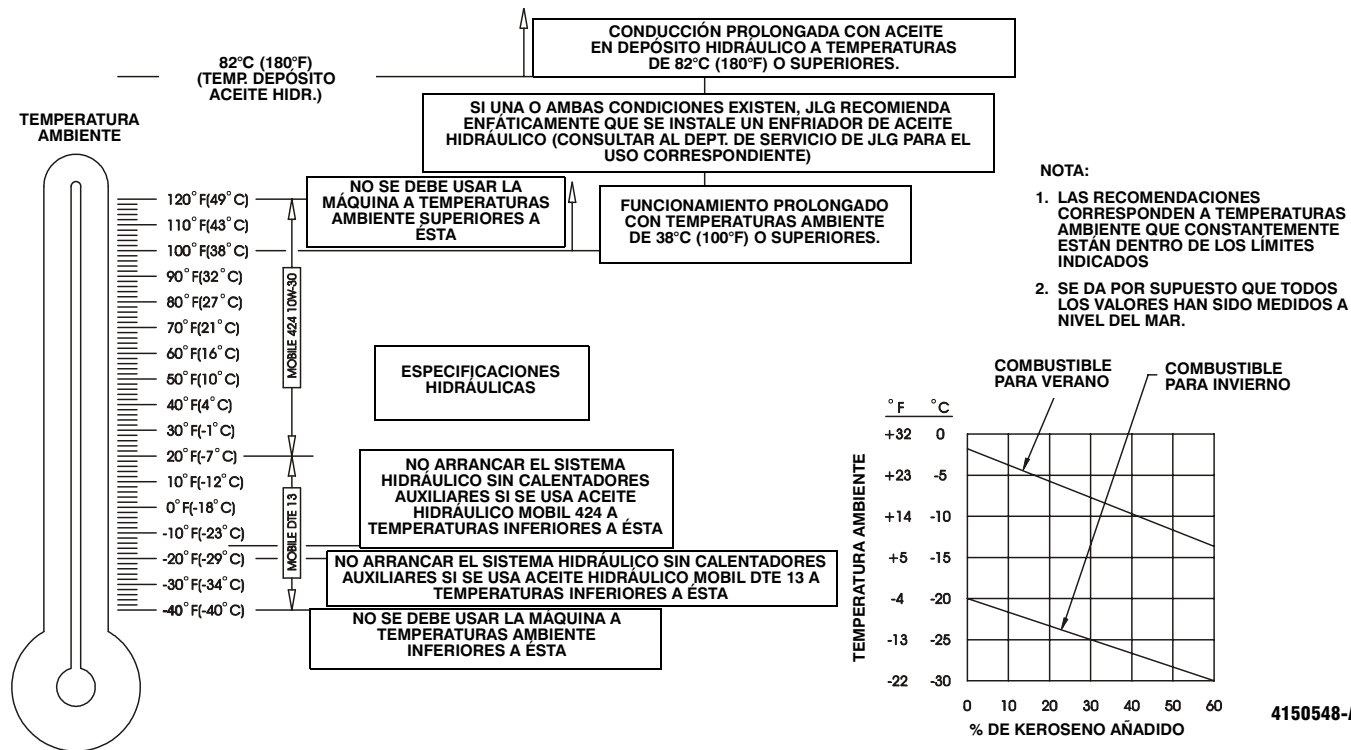 82°C (180°F)
(TEMP. DEPÓSITO
ACEITE HIDR.)
CONDUCCIÓN PROLONGADA CON ACEITE
EN DEPÓSITO HIDRÁULICO A TEMPERATURAS
DE 82°C (180°F) O SUPERIORES.
SI UNA O AMBAS CONDICIONES EXISTEN, JLG RECOMIENDA
ENFÁTICAMENTE QUE SE INSTALE UN ENFRIADOR DE ACEITE
HIDRÁULICO (CONSULTAR AL DEPT. DE SERVICIO DE JLG PARA EL
USO CORRESPONDIENTE)
TEMPERATURA
AMBIENTE
NO SE DEBE USAR LA
MÁQUINA A TEMPERATURAS
AMBIENTE SUPERIORES A
ÉSTA
FUNCIONAMIENTO PROLONGADO
CON TEMPERATURAS AMBIENTE
DE 38°C (100°F) O SUPERIORES.
120°F(49°C)
110°F(43°C)
100°F(38°C)
90°F(32°C)
80°F(27°C)
70°F(21°C)
60°F(16°C)
50°F(10°C)
40°F(4°C)
30°F(-1°C)
20°F(-7°C)
10°F(-12°C)
0°F(-18°C)
-10°F(-23°C)
-20°F(-29°C)
-30°F(-34°C)
-40°F(-40°C)
MOBILE 424 10W-30
MOBILE DTE 13
ESPECIFICACIONES
HIDRÁULICAS
NO ARRANCAR EL SISTEMA
HIDRÁULICO SIN CALENTADORES
AUXILIARES SI SE USA ACEITE
HIDRÁULICO MOBIL 424 A
TEMPERATURAS INFERIORES A ÉSTA
NO ARRANCAR EL SISTEMA HIDRÁULICO SIN CALENTADORES
AUXILIARES SI SE USA ACEITE HIDRÁULICO MOBIL DTE 13 A
TEMPERATURAS INFERIORES A ÉSTA
NO SE DEBE USAR LA MÁQUINA A
TEMPERATURAS AMBIENTE
INFERIORES A ÉSTA
NOTA:
1. LAS RECOMENDACIONES
CORRESPONDEN A TEMPERATURAS
AMBIENTE QUE CONSTANTEMENTE
ESTÁN DENTRO DE LOS LÍMITES
INDICADOS
2. SE DA POR SUPUESTO QUE TODOS
LOS VALORES HAN SIDO MEDIDOS A
NIVEL DEL MAR.
COMBUSTIBLE
PARA VERANO
COMBUSTIBLE
PARA INVIERNO
TEMPERATURA AMBIENTE
°F °C
+32 0
+23 -5
+14 -10
+5 -15
-4 -20
-13 -25
-22 -30
0 10 20 30 40 50 60
% DE KEROSENO AÑADIDO